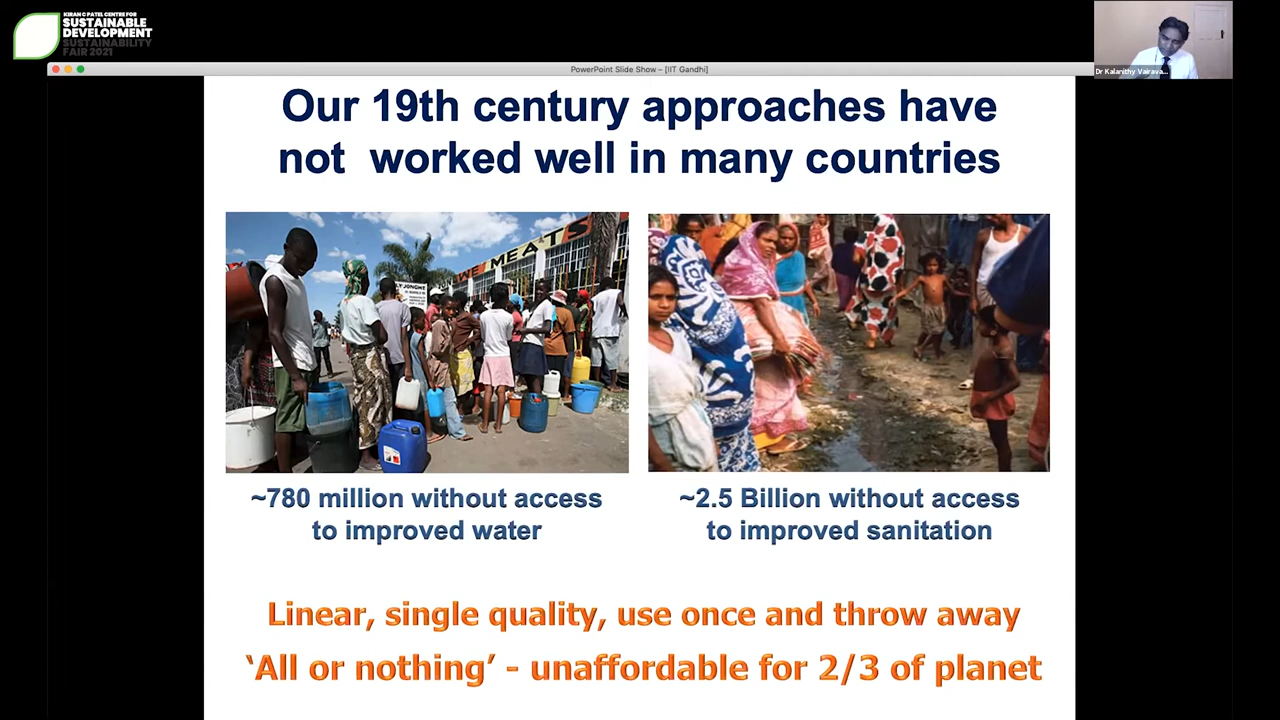 KIRAN C PATEL CENTRE FOR
SUSTAINABLE
DEVELOPMENT
SUSTAINABILITY
FAIR 2021
Dr Kalanithy Vairava...
PowerPoint Slide Show – [IIT Gandhi]
Our 19th century approaches have
not worked well in many countries
WE MEATS
~780 million without access
to improved water
~2.5 Billion without access
to improved sanitation
Linear, single quality, use once and throw away
‘All or nothing’ - unaffordable for 2/3 of planet